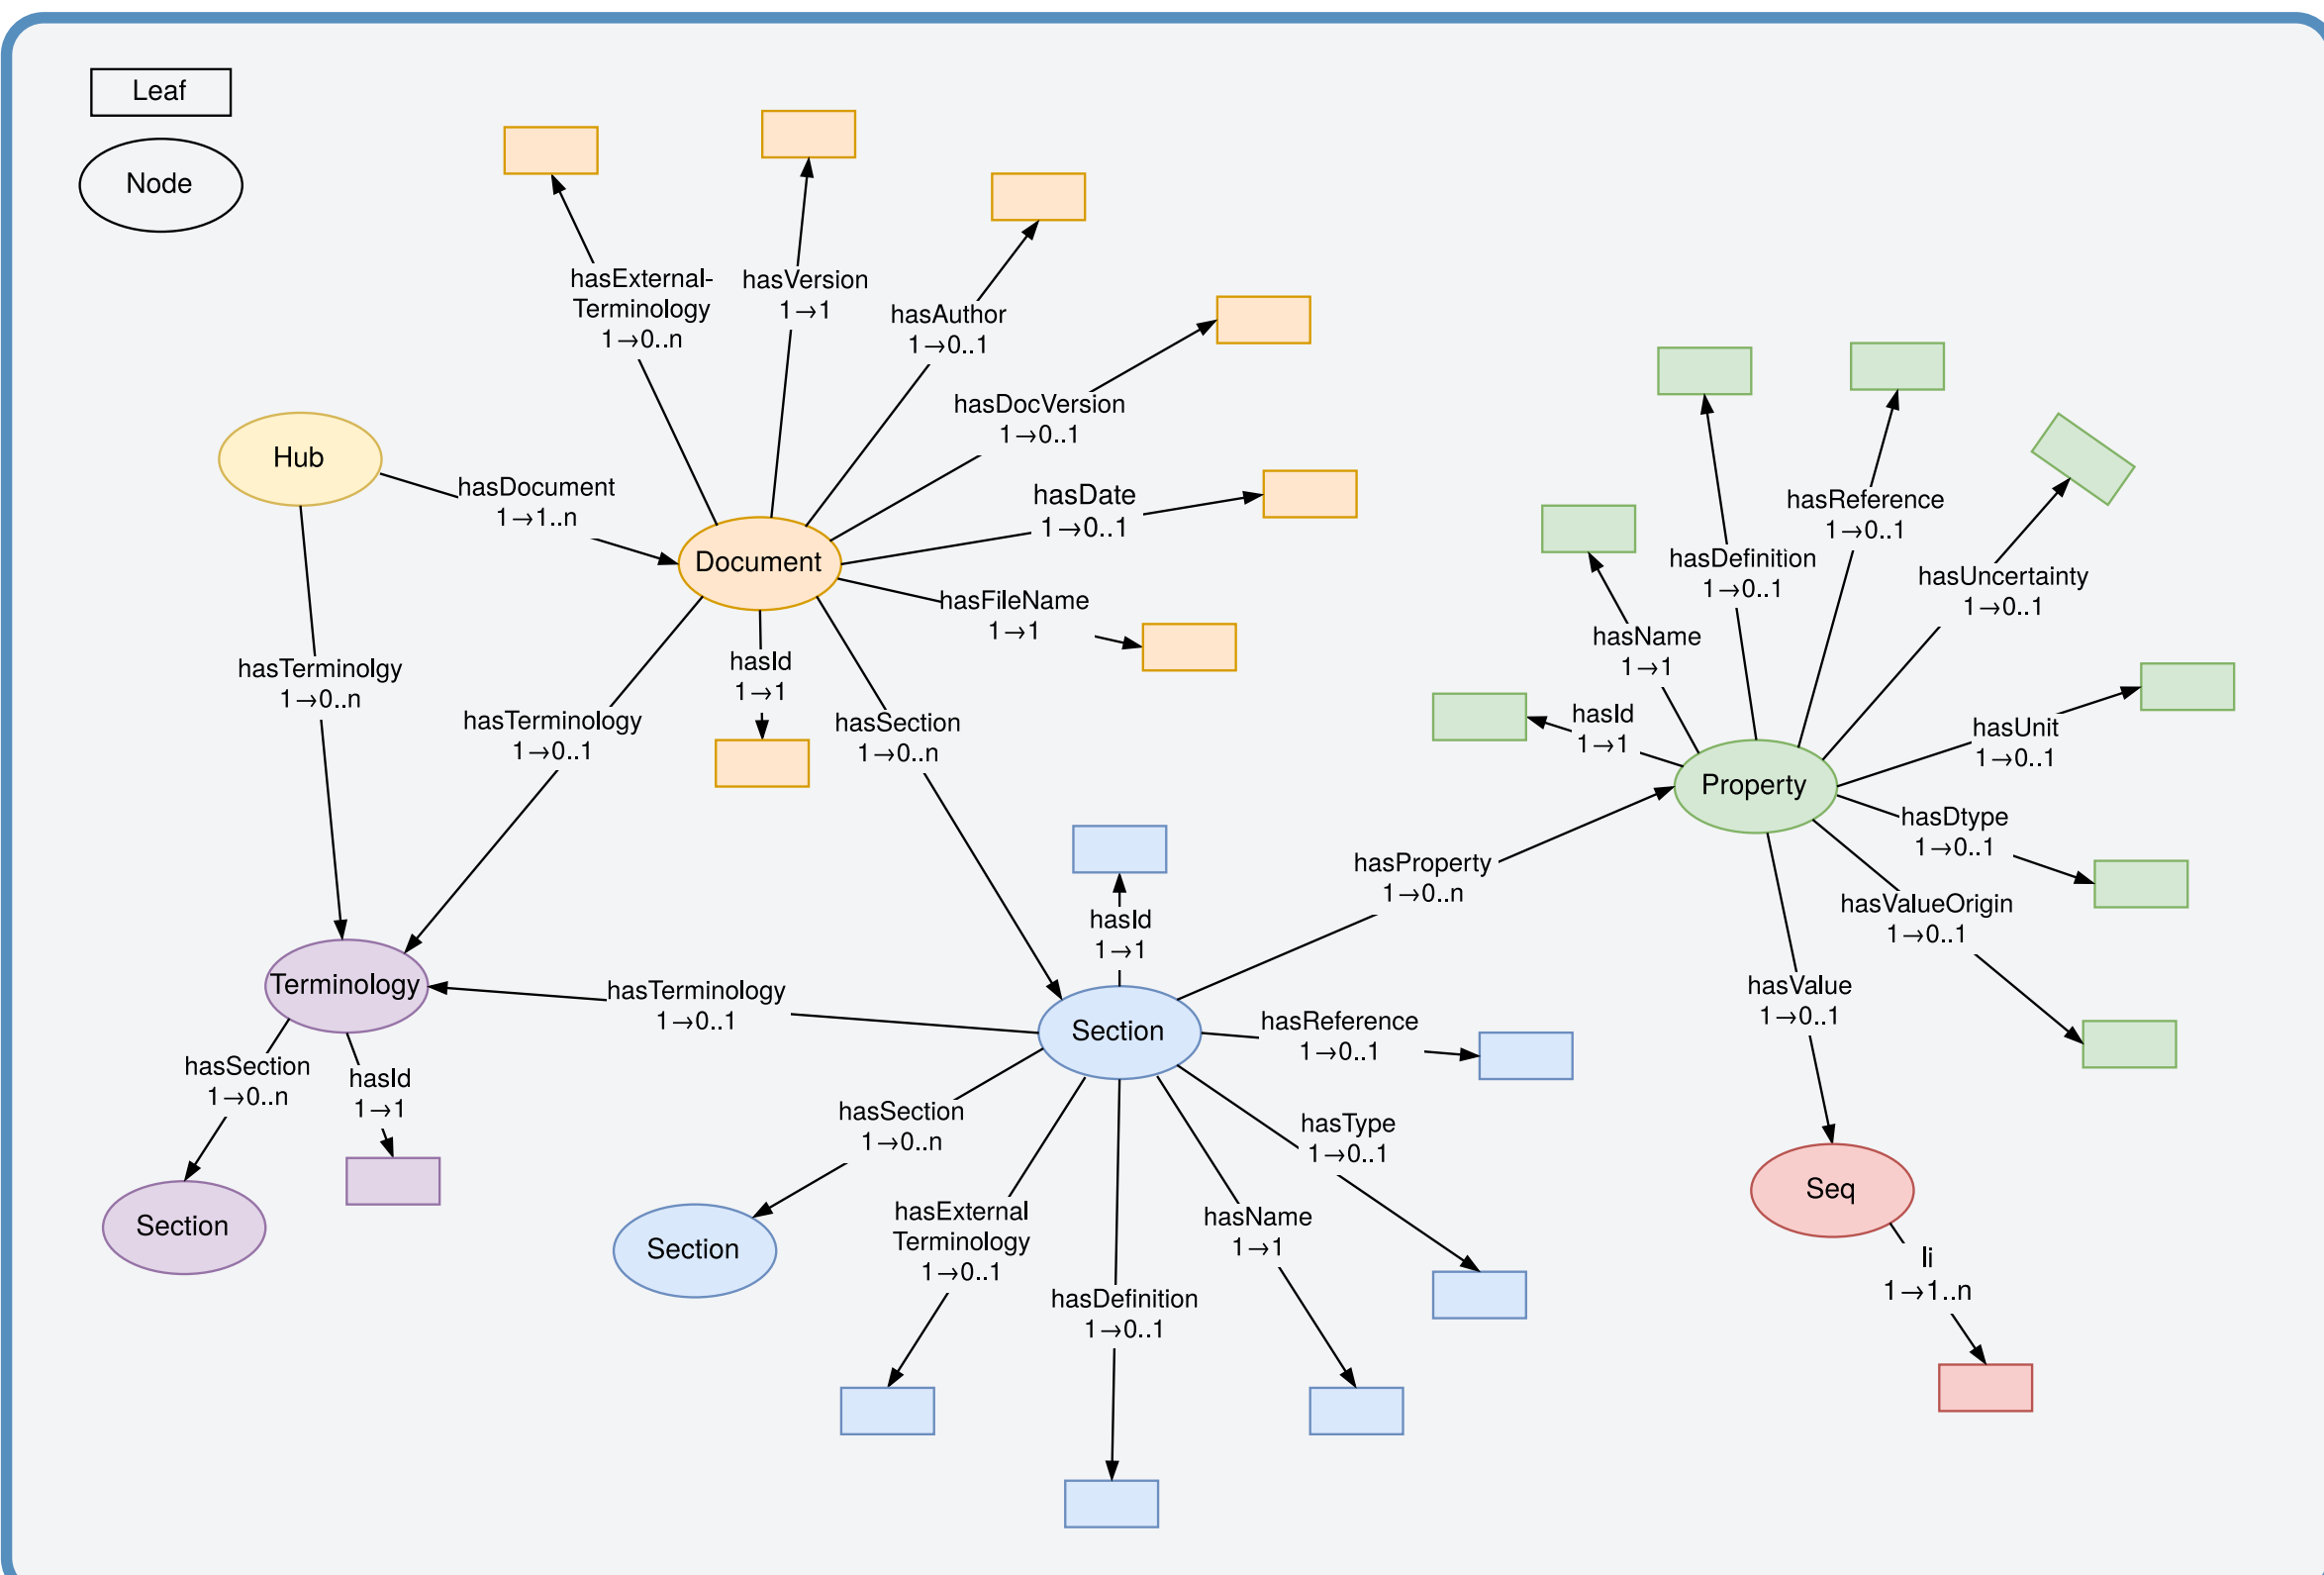 Leaf
Node
hasExternal-
Terminology
1→0..n
hasVersion
1→1
hasAuthor
1→0..1
hasDocVersion
1→0..1
hasDate
1→0..1
hasFileName
1→1
Hub
hasDocument
1→1..n
Document
hasTerminolgy
1→0..n
hasTerminology
1→0..1
hasId
1→1
hasSection
1→0..n
hasName
1→1
hasDefinition
1→0..1
hasReference
1→0..1
hasUncertainty
1→0..1
hasId
1→1
hasUnit
1→0..1
Property
hasDtype
1→0..1
hasValueOrigin
1→0..1
hasProperty
1→0..n
hasValue
1→0..1
hasId
1→1
Terminology
hasTerminology
1→0..1
Section
hasReference
1→0..1
hasSection
1→0..n
hasId
1→1
Section
hasSection
1→0..n
Section
hasExternal
Terminology
1→0..1
hasDefinition
1→0..1
hasName
1→1
hasType
1→0..1
Seq
li
1→1..n